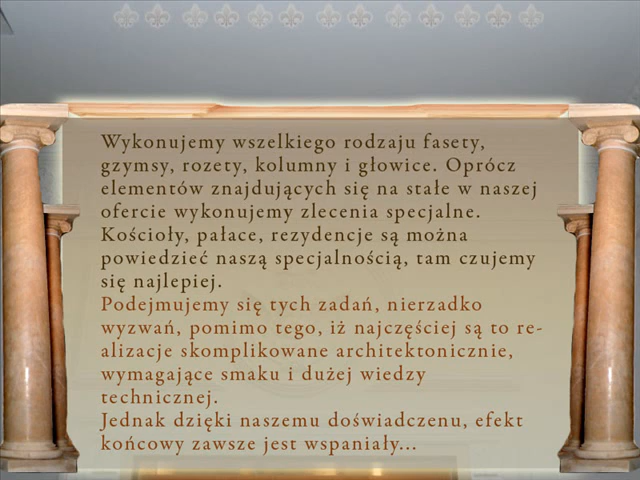 Wykonujemy wszelkiego rodzaju fasety,
gzymsy, rozety, kolumny i głowice. Oprócz
elementów znajdujących się na stałe w naszej
ofercie wykonujemy zlecenia specjalne.
Kościoły, pałace, rezydencje są można
powiedzieć naszą specjalnością, tam czujemy
się najlepiej.
Podejmujemy się tych zadań, nierzadko
wyzwań, pomimo tego, iż najczęściej są to re-
alizacje skomplikowane architektonicznie,
wymagające smaku i dużej wiedzy
technicznej.
Jednak dzięki naszemu doświadczenu, efekt
końcowy zawsze jest wspaniały...